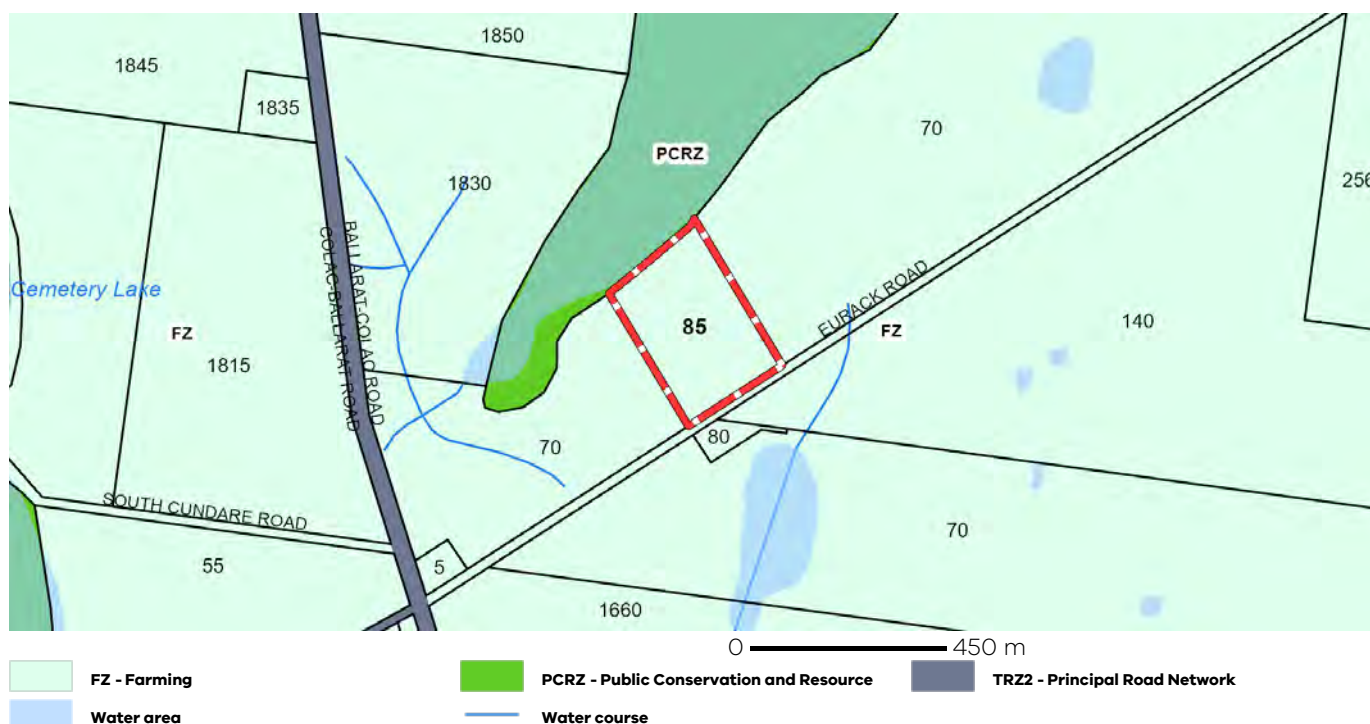 1850
1845
1835
70
PCRZ
256
1830
BALLARAT-COLAC ROAD
COLAC-BALLARAT ROAD
Cemetery Lake
EURACK ROAD
85
FZ
140
FZ
1815
80
70
SOUTH CUNDARE ROAD
70
55
5
1660
0 450 m
FZ - Farming
PCRZ - Public Conservation and Resource
TRZ2 - Principal Road Network
Water area
Water course